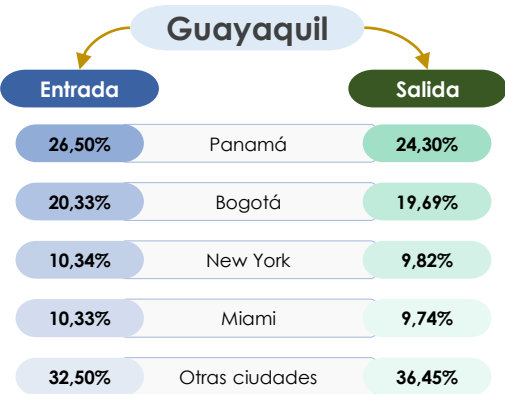 Guayaquil
Entrada Salida
26,50% Panamá 24,30%
20,33% Bogotá 19,69%
10,34% New York 9,82%
10,33% Miami 9,74%
32,50% Otras ciudades 36,45%